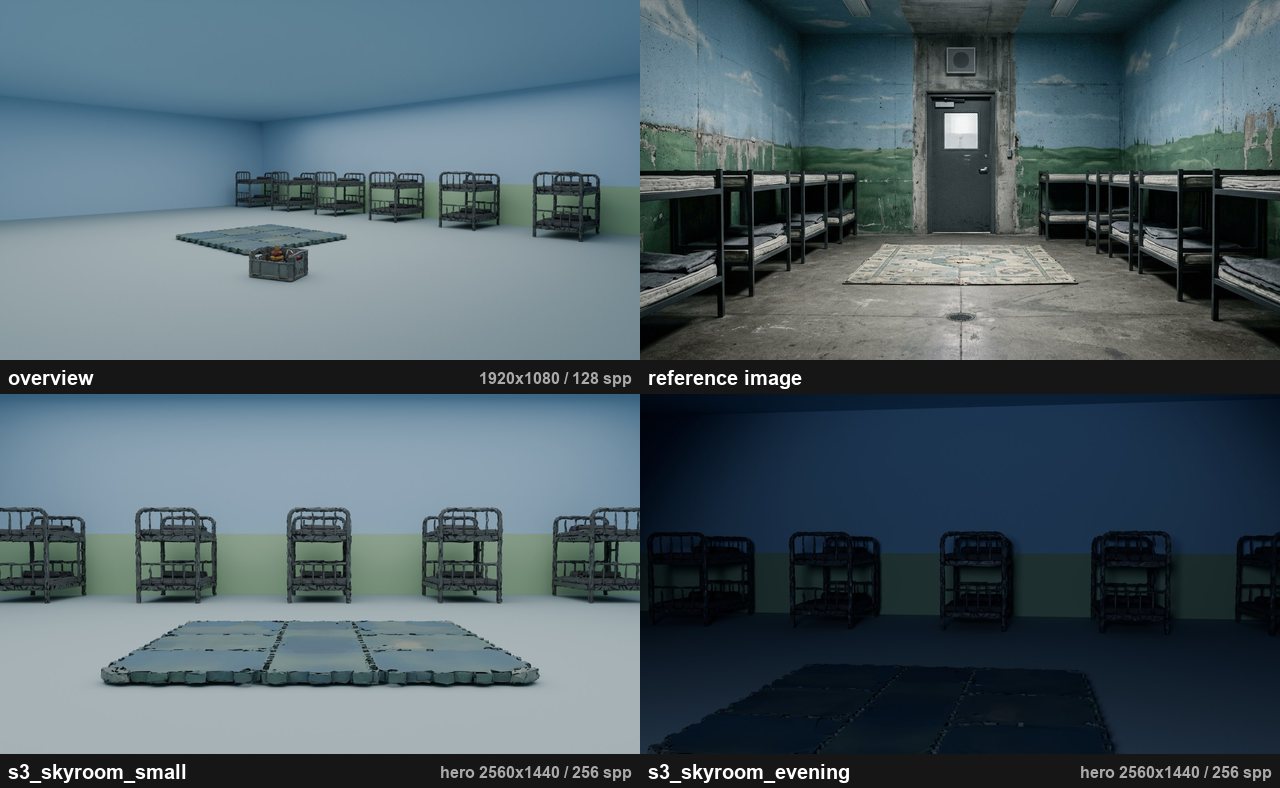 overview
1920x1080 / 128 spp
reference image
s3_skyroom_small
hero 2560x1440 / 256 spp
s3_skyroom_evening
hero 2560x1440 / 256 spp